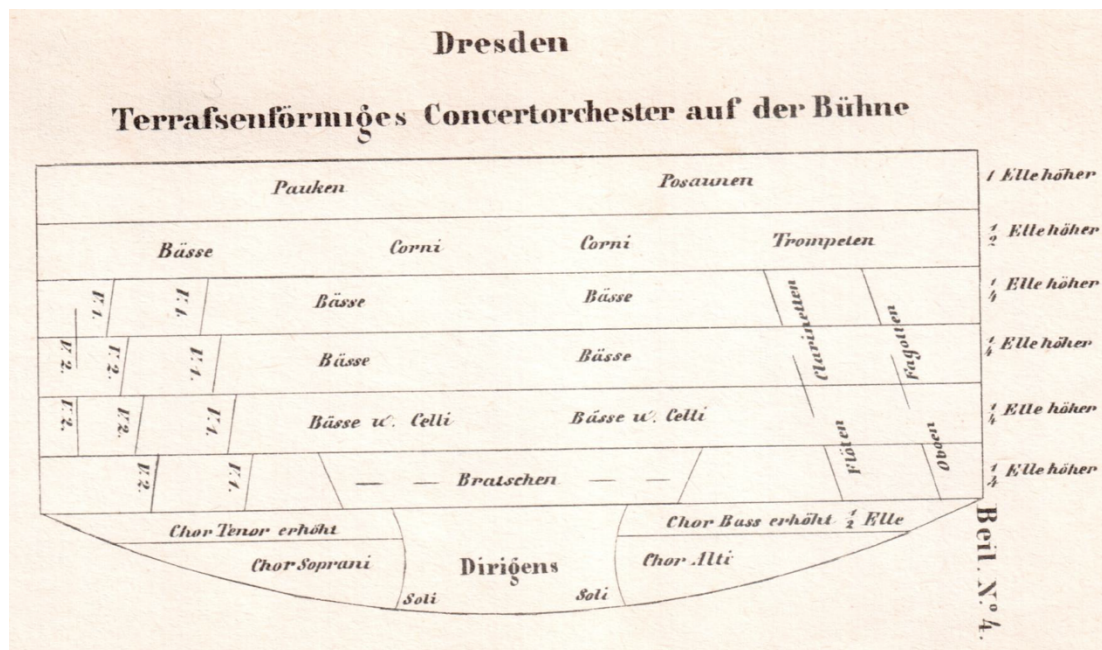 Dresden
Terrafsenförmiges Concertorchester auf der Bühne
Pauken Posaunen 1 Elle höher
Bässe Corni Corni Trompeten 1/2 Elle höher
V. 1. V. 1. Bässe Bässe Clarinetten Fagotten 1/4 Elle höher
V. 2. V. 2. V. 1. Bässe Bässe 1/4 Elle höher
V. 2. V. 2. V. 1. Bässe u. Celli Bässe u. Celli 1/4 Elle höher
V. 2. V. 1. — — Bratschen — — Flöten Oboen 1/4 Elle höher
Chor Tenor erhöht Chor Bass erhöht 1/2 Elle
Chor Soprani Dirigens Chor Alti
Soli Soli
Beil. No. 4.